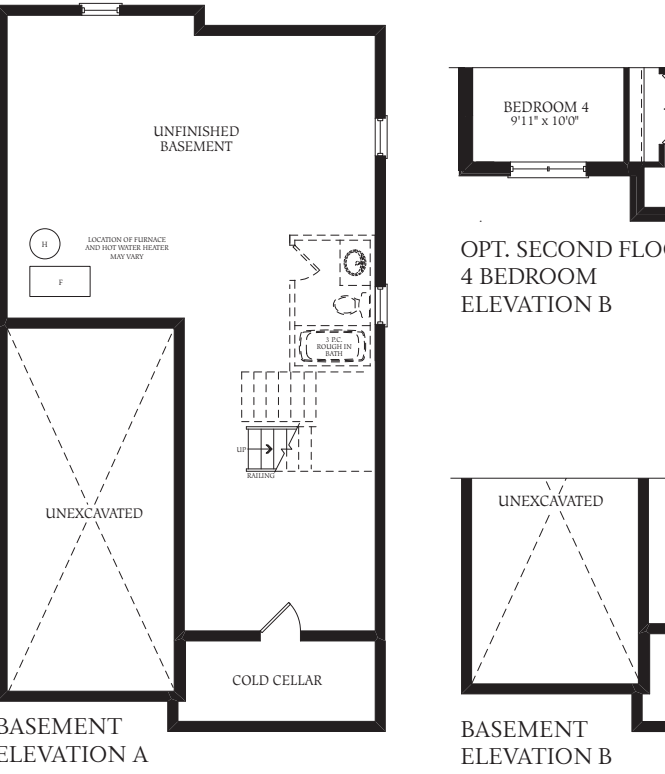 UNFINISHED
BASEMENT
H
LOCATION OF FURNACE
AND HOT WATER HEATER
MAY VARY
F
3 P.C.
ROUGH IN
BATH
UP
RAILING
UNEXCAVATED
COLD CELLAR
BASEMENT
ELEVATION A
BEDROOM 4
9'11" x 10'0"
OPT. SECOND FLOO
4 BEDROOM
ELEVATION B
UNEXCAVATED
BASEMENT
ELEVATION B